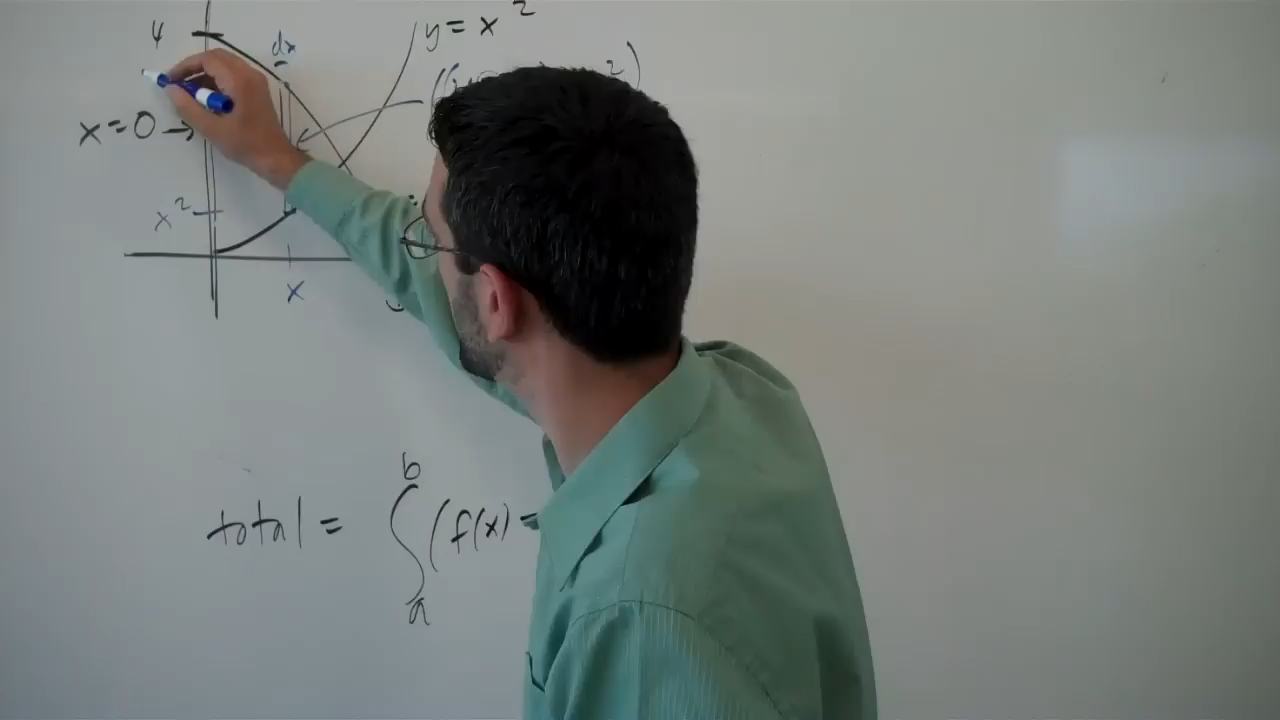 4
dx
y = x²
x=0 →
x²
x
total = ∫ₐᵇ (f(x) -